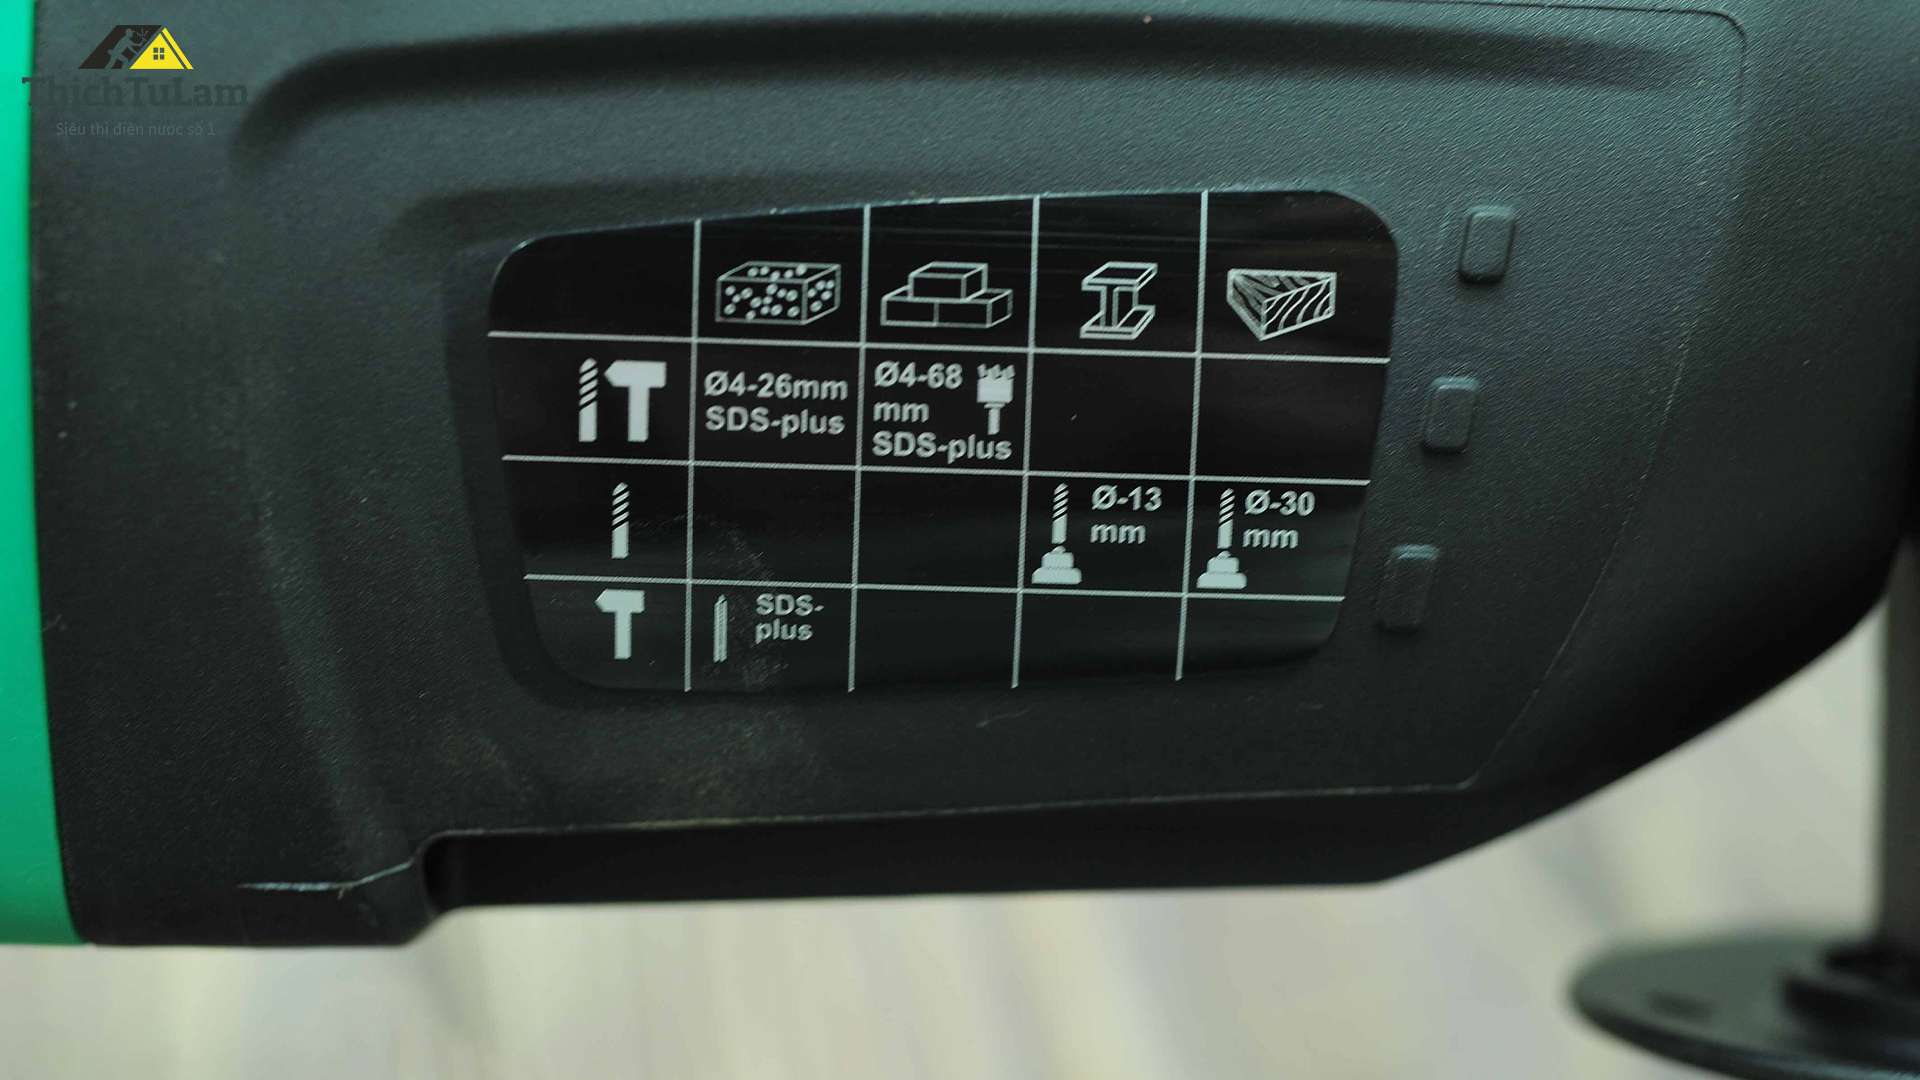 ThichTuLam
Siêu thị điện nước số 1
Ø4-26mm
SDS-plus
Ø4-68
mm
SDS-plus
Ø-13
mm
Ø-30
mm
SDS-
plus